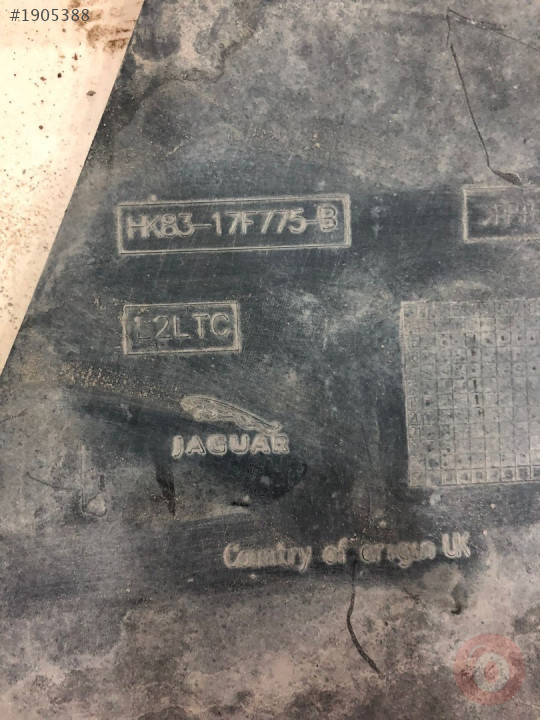 #1905388
HK83-17F775-B
L2LTC
JAGUAR
Country of origin UK